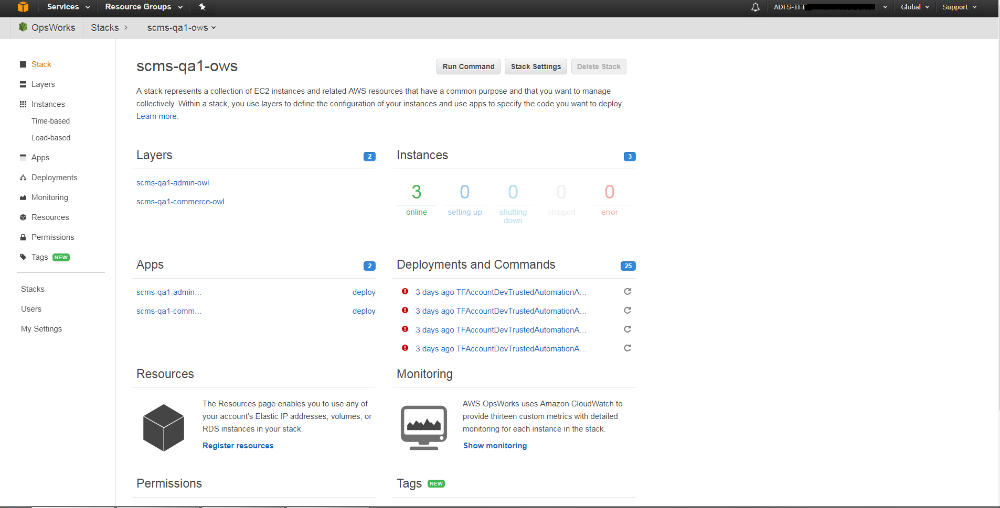 Services Resource Groups ADFS-TFT Global Support
OpsWorks Stacks scms-qa1-ows
Stack
Layers
Instances
Time-based
Load-based
Apps
Deployments
Monitoring
Resources
Permissions
Tags NEW
Stacks
Users
My Settings
scms-qa1-ows
Run Command Stack Settings Delete Stack
A stack represents a collection of EC2 instances and related AWS resources that have a common purpose and that you want to manage
collectively. Within a stack, you use layers to define the configuration of your instances and use apps to specify the code you want to deploy.
Learn more.
Layers 2
scms-qa1-admin-owl
scms-qa1-commerce-owl
Instances 3
3 0 0 0 0
online setting up shutting stopped error
down
Apps 2
scms-qa1-admin... deploy
scms-qa1-comm... deploy
Deployments and Commands 25
3 days ago TFAccountDevTrustedAutomationA...
3 days ago TFAccountDevTrustedAutomationA...
3 days ago TFAccountDevTrustedAutomationA...
3 days ago TFAccountDevTrustedAutomationA...
Resources
The Resources page enables you to use any of
your account's Elastic IP addresses, volumes, or
RDS instances in your stack.
Register resources
Monitoring
AWS OpsWorks uses Amazon CloudWatch to
provide thirteen custom metrics with detailed
monitoring for each instance in the stack.
Show monitoring
Permissions
Tags NEW